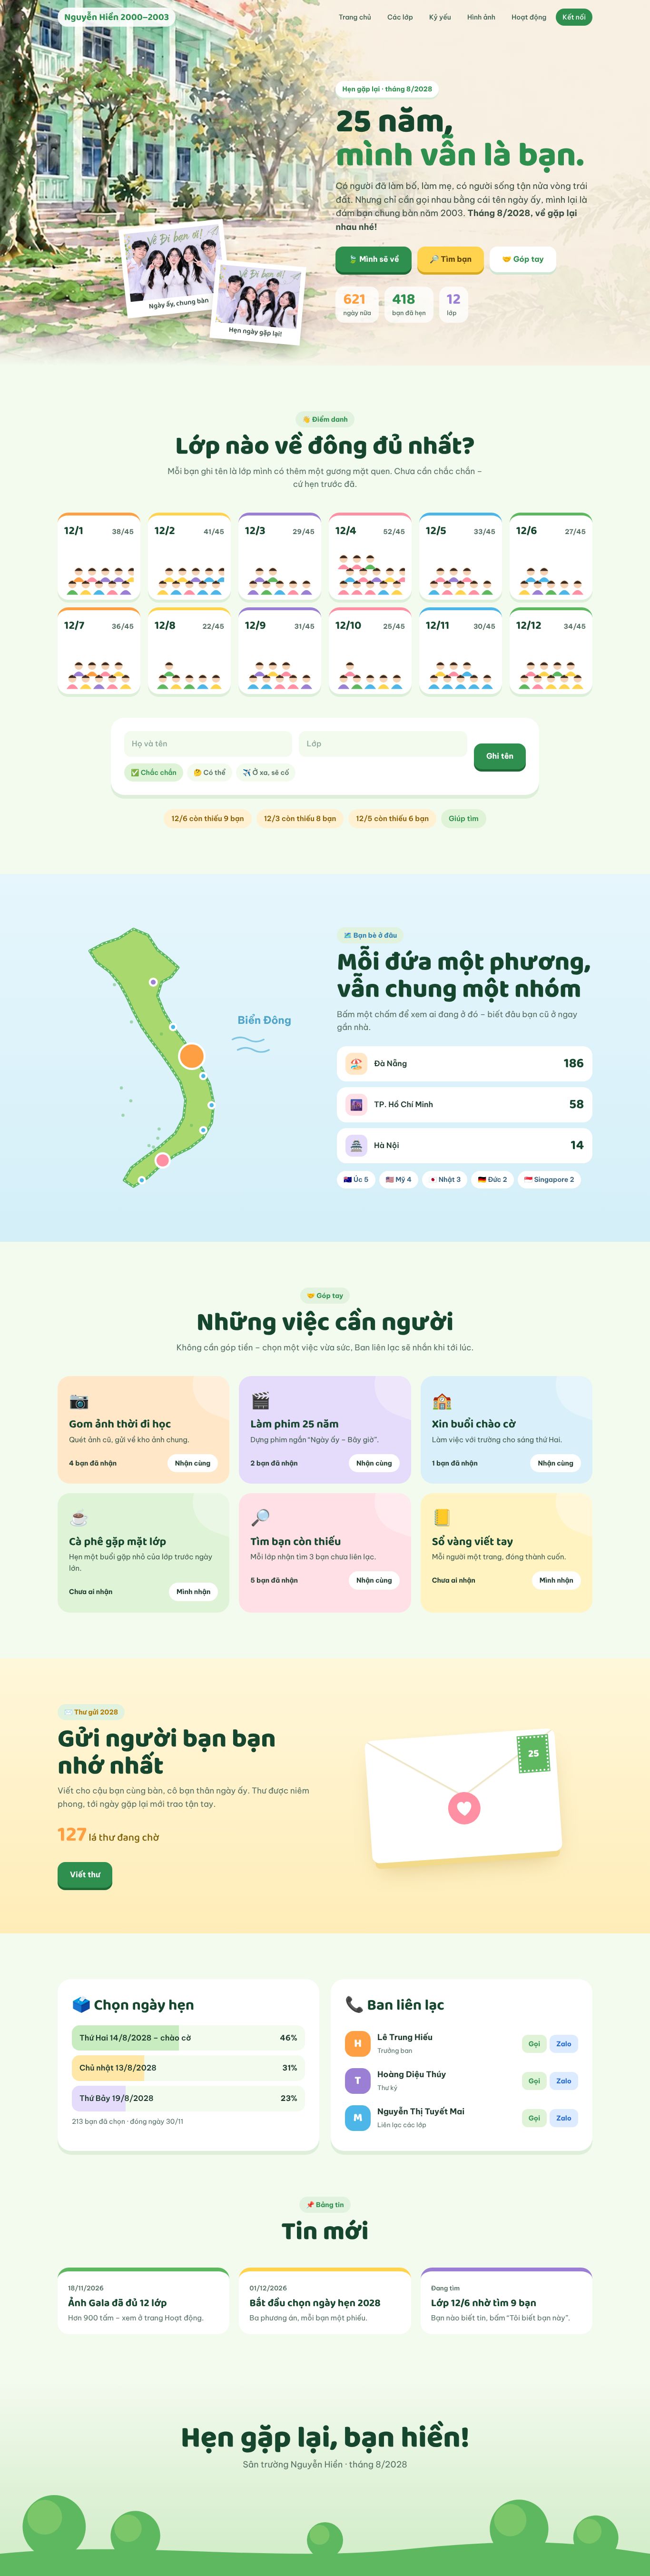 Nguyễn Hiền 2000–2003
Trang chủ
Các lớp
Kỷ yếu
Hình ảnh
Hoạt động
Kết nối
Hẹn gặp lại · tháng 8/2028
25 năm,
mình vẫn là bạn.
Có người đã làm bố, làm mẹ, có người sống tận nửa vòng trái
đất. Nhưng chỉ cần gọi nhau bằng cái tên ngày ấy, mình lại là
đám bạn chung bàn năm 2003. Tháng 8/2028, về gặp lại
nhau nhé!
🍃 Mình sẽ về
🔎 Tìm bạn
🤝 Góp tay
621
ngày nữa
418
bạn đã hẹn
12
lớp
Về Đi bạn ơi!
Ngày ấy, chung bàn
Về Đi bạn ơi!
Hẹn ngày gặp lại!
👋 Điểm danh
Lớp nào về đông đủ nhất?
Mỗi bạn ghi tên là lớp mình có thêm một gương mặt quen. Chưa cần chắc chắn –
cứ hẹn trước đã.
12/1 38/45
12/2 41/45
12/3 29/45
12/4 52/45
12/5 33/45
12/6 27/45
12/7 36/45
12/8 22/45
12/9 31/45
12/10 25/45
12/11 30/45
12/12 34/45
Họ và tên
Lớp
Ghi tên
✅ Chắc chắn
🤔 Có thể
✈️ Ở xa, sẽ cố
12/6 còn thiếu 9 bạn
12/3 còn thiếu 8 bạn
12/5 còn thiếu 6 bạn
Giúp tìm
🗺️ Bạn bè ở đâu
Mỗi đứa một phương,
vẫn chung một nhóm
Bấm một chấm để xem ai đang ở đó – biết đâu bạn cũ ở ngay
gần nhà.
Biển Đông
Đà Nẵng 186
TP. Hồ Chí Minh 58
Hà Nội 14
🇦🇺 Úc 5
🇺🇸 Mỹ 4
🇯🇵 Nhật 3
🇩🇪 Đức 2
🇸🇬 Singapore 2
🤝 Góp tay
Những việc cần người
Không cần góp tiền – chọn một việc vừa sức, Ban liên lạc sẽ nhắn khi tới lúc.
Gom ảnh thời đi học
Quét ảnh cũ, gửi về kho ảnh chung.
4 bạn đã nhận
Nhận cùng
Làm phim 25 năm
Dựng phim ngắn "Ngày ấy – Bây giờ".
2 bạn đã nhận
Nhận cùng
Xin buổi chào cờ
Làm việc với trường cho sáng thứ Hai.
1 bạn đã nhận
Nhận cùng
Cà phê gặp mặt lớp
Hẹn một buổi gặp nhỏ của lớp trước ngày
lớn.
Chưa ai nhận
Mình nhận
Tìm bạn còn thiếu
Mỗi lớp nhận tìm 3 bạn chưa liên lạc.
5 bạn đã nhận
Nhận cùng
Sổ vàng viết tay
Mỗi người một trang, đóng thành cuốn.
Chưa ai nhận
Mình nhận
✉️ Thư gửi 2028
Gửi người bạn bạn
nhớ nhất
Viết cho cậu bạn cùng bàn, cô bạn thân ngày ấy. Thư được niêm
phong, tới ngày gặp lại mới trao tận tay.
127 lá thư đang chờ
Viết thư
25
🗳️ Chọn ngày hẹn
Thứ Hai 14/8/2028 – chào cờ 46%
Chủ nhật 13/8/2028 31%
Thứ Bảy 19/8/2028 23%
213 bạn đã chọn · đóng ngày 30/11
📞 Ban liên lạc
H
Lê Trung Hiếu
Trưởng ban
Gọi
Zalo
T
Hoàng Diệu Thúy
Thư ký
Gọi
Zalo
M
Nguyễn Thị Tuyết Mai
Liên lạc các lớp
Gọi
Zalo
📌 Bảng tin
Tin mới
18/11/2026
Ảnh Gala đã đủ 12 lớp
Hơn 900 tấm – xem ở trang Hoạt động.
01/12/2026
Bắt đầu chọn ngày hẹn 2028
Ba phương án, mỗi bạn một phiếu.
Đang tìm
Lớp 12/6 nhờ tìm 9 bạn
Bạn nào biết tin, bấm "Tôi biết bạn này".
Hẹn gặp lại, bạn hiền!
Sân trường Nguyễn Hiền · tháng 8/2028